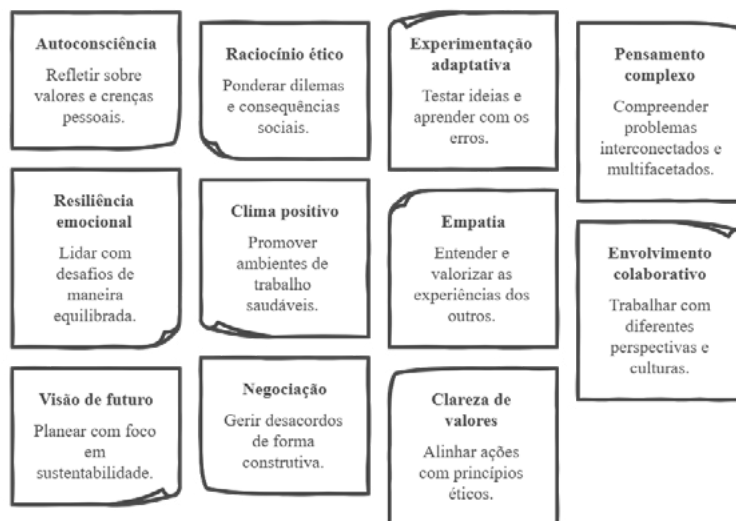 Autoconsciência
Refletir sobre
valores e crenças
pessoais.
Raciocínio ético
Ponderar dilemas
e consequências
sociais.
Experimentação
adaptativa
Testar ideias e
aprender com os
erros.
Pensamento
complexo
Compreender
problemas
interconectados e
multifacetados.
Resiliência
emocional
Lidar com
desafios de
maneira
equilibrada.
Clima positivo
Promover
ambientes de
trabalho
saudáveis.
Empatia
Entender e
valorizar as
experiências dos
outros.
Envolvimento
colaborativo
Trabalhar com
diferentes
perspectivas e
culturas.
Visão de futuro
Planear com foco
em
sustentabilidade.
Negociação
Gerir desacordos
de forma
construtiva.
Clareza de
valores
Alinhar ações
com princípios
éticos.